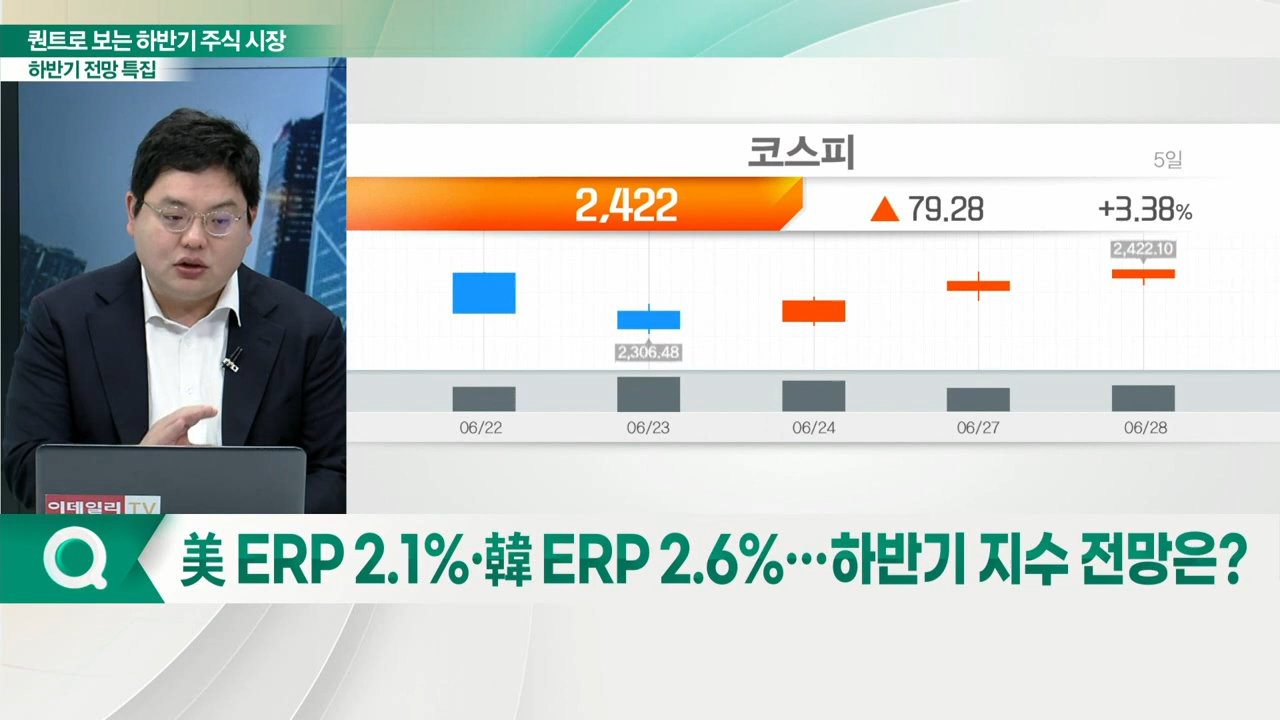 퀀트로 보는 하반기 주식 시장
하반기 전망 특집
코스피
5일
2,422
▲ 79.28
+3.38%
2,422.10
2,306.48
06/22
06/23
06/24
06/27
06/28
이데일리 TV
Q
美 ERP 2.1%·韓 ERP 2.6%…하반기 지수 전망은?